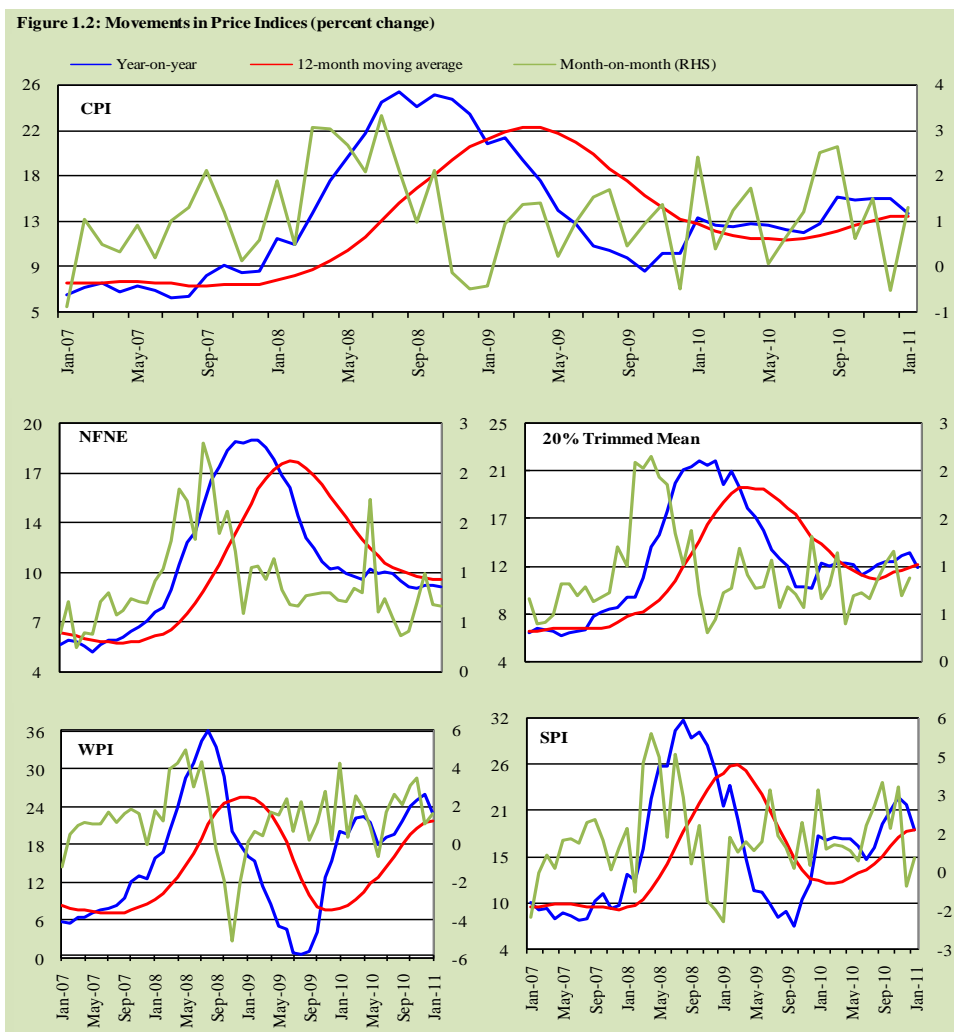 Figure 1.2: Movements in Price Indices (percent change)
Year-on-year 12-month moving average Month-on-month (RHS)
CPI
26 22 18 13 9 5
4 3 2 1 0 -1
Jan-07 May-07 Sep-07 Jan-08 May-08 Sep-08 Jan-09 May-09 Sep-09 Jan-10 May-10 Sep-10 Jan-11
NFNE
20 17 14 10 7 4
3 2 2 1 1 0
20% Trimmed Mean
25 21 17 12 8 4
3 2 2 1 1 0
WPI
36 30 24 18 12 6 0
6 4 2 0 -2 -4 -6
Jan-07 May-07 Sep-07 Jan-08 May-08 Sep-08 Jan-09 May-09 Sep-09 Jan-10 May-10 Sep-10 Jan-11
SPI
32 26 21 15 10 4
6 5 3 2 0 -2 -3
Jan-07 May-07 Sep-07 Jan-08 May-08 Sep-08 Jan-09 May-09 Sep-09 Jan-10 May-10 Sep-10 Jan-11